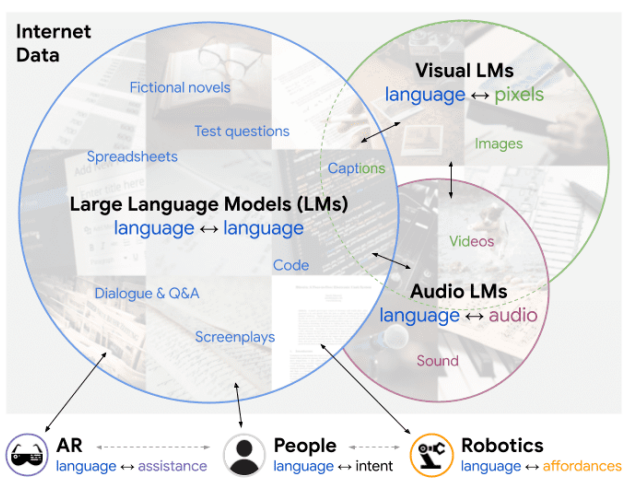 Internet
Data
Fictional novels
Test questions
Spreadsheets
Large Language Models (LMs)
language ↔ language
Code
Dialogue & Q&A
Screenplays
Captions
Visual LMs
language ↔ pixels
Images
Videos
Audio LMs
language ↔ audio
Sound
AR
language ↔ assistance
People
language ↔ intent
Robotics
language ↔ affordances